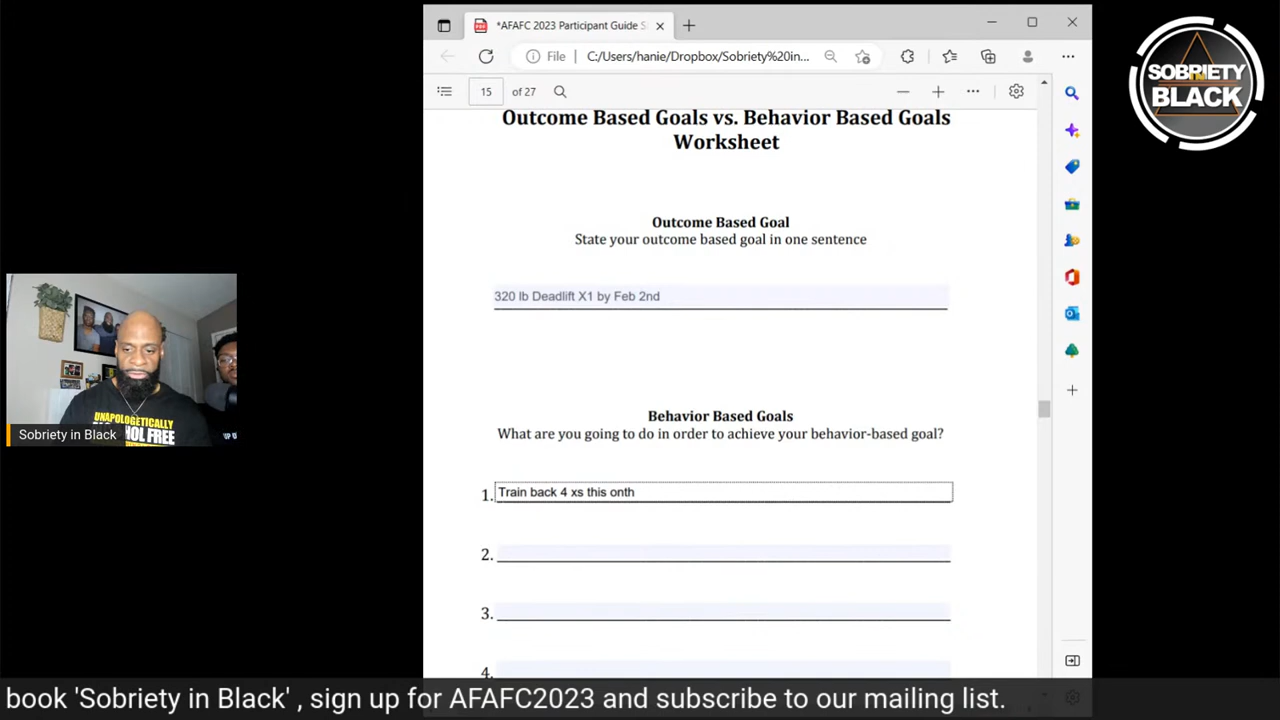 *AFAFC 2023 Participant Guide S
File
C:/Users/hanie/Dropbox/Sobriety%20in...
15
of 27
Outcome Based Goals vs. Behavior Based Goals
Worksheet
Outcome Based Goal
State your outcome based goal in one sentence
320 lb Deadlift X1 by Feb 2nd
Behavior Based Goals
What are you going to do in order to achieve your behavior-based goal?
1. Train back 4 xs this onth
2.
3.
4.
SOBRIETY
IN
BLACK
UNAPOLOGETICALLY
HOL FREE
Sobriety in Black
book 'Sobriety in Black' , sign up for AFAFC2023 and subscribe to our mailing list.